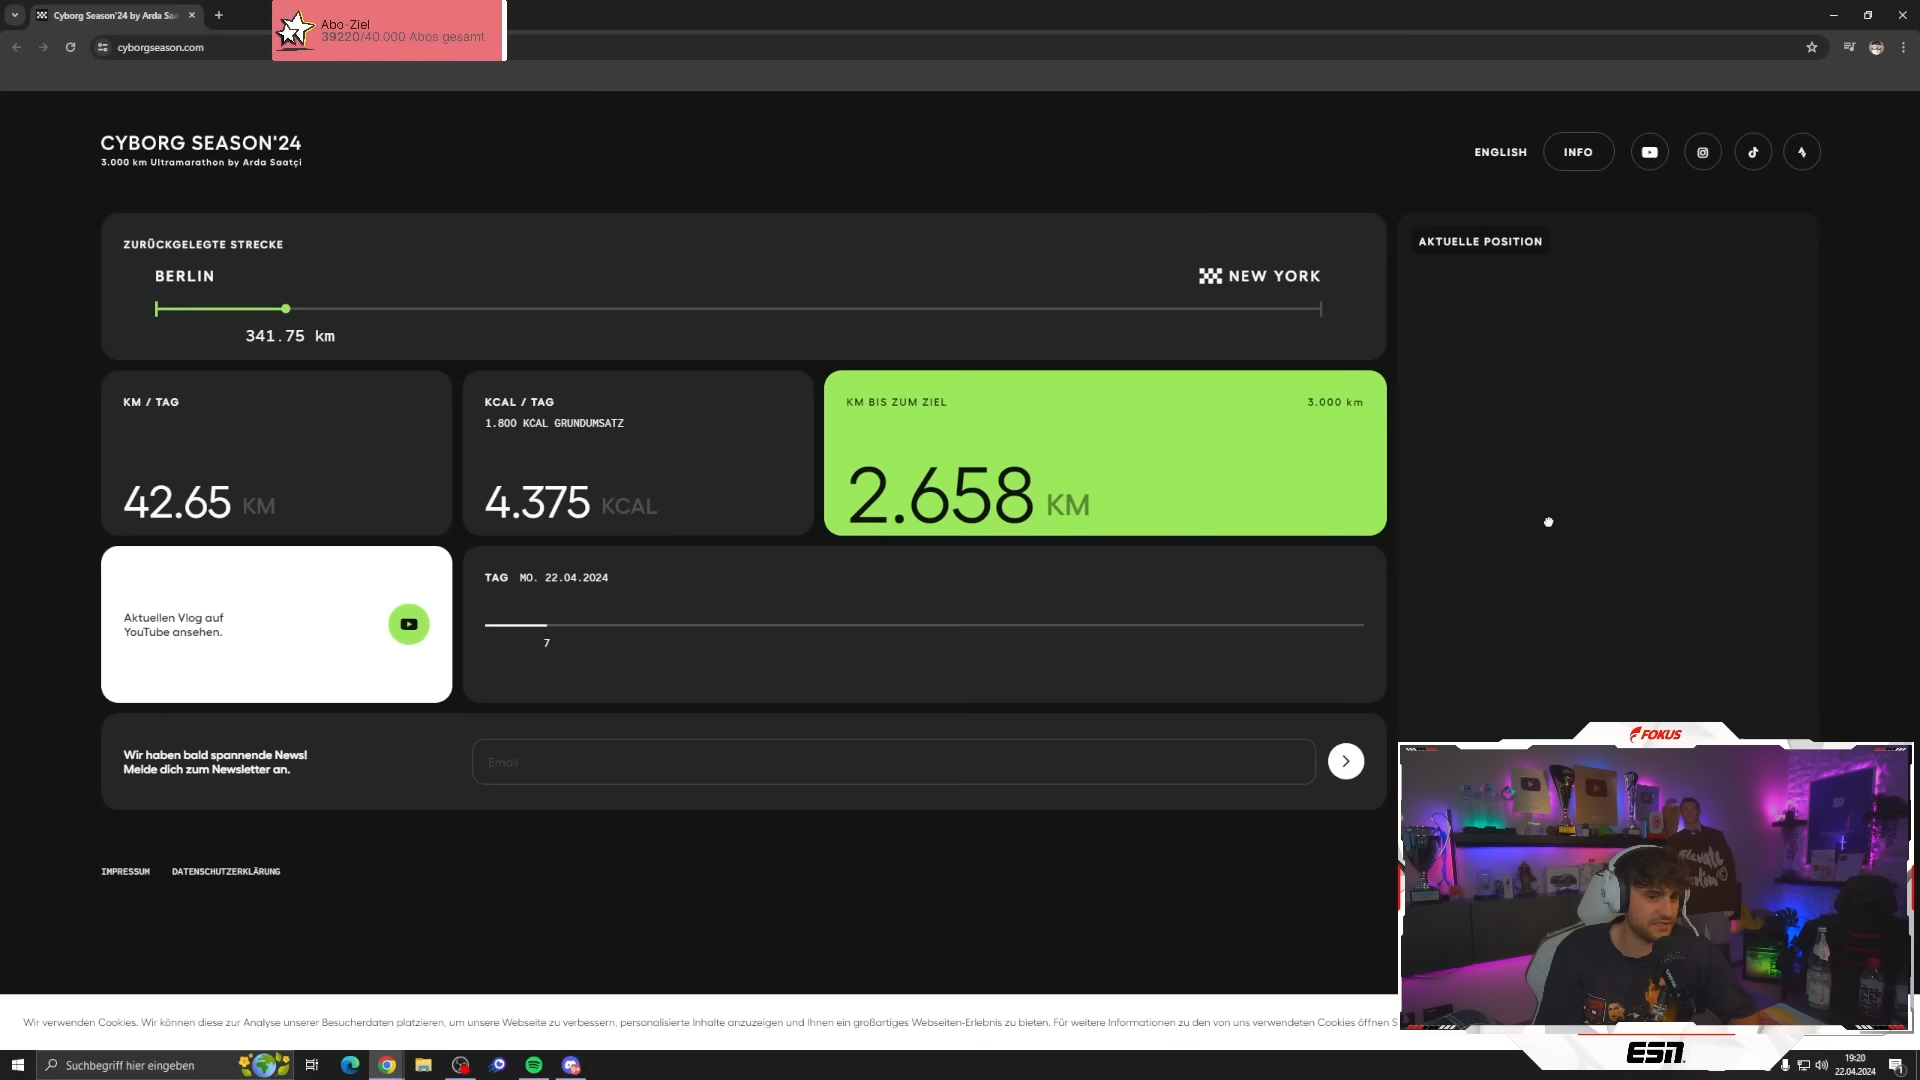 Cyborg Season'24 by Arda Saa
Abo-Ziel
39220/40.000 Abos gesamt
cyborgseason.com
CYBORG SEASON'24
3.000 km Ultramarathon by Arda Saatçi
ENGLISH
INFO
ZURÜCKGELEGTE STRECKE
BERLIN
NEW YORK
341.75 km
AKTUELLE POSITION
KM / TAG
42.65 KM
KCAL / TAG
1.800 KCAL GRUNDUMSATZ
4.375 KCAL
KM BIS ZUM ZIEL
3.000 km
2.658 KM
Aktuellen Vlog auf
YouTube ansehen.
TAG MO. 22.04.2024
7
Wir haben bald spannende News!
Melde dich zum Newsletter an.
Email
FOKUS
IMPRESSUM
DATENSCHUTZERKLÄRUNG
Wir verwenden Cookies. Wir können diese zur Analyse unserer Besucherdaten platzieren, um unsere Webseite zu verbessern, personalisierte Inhalte anzuzeigen und Ihnen ein großartiges Webseiten-Erlebnis zu bieten. Für weitere Informationen zu den von uns verwendeten Cookies öffnen S
ESN
Suchbegriff hier eingeben
19:20
22.04.2024